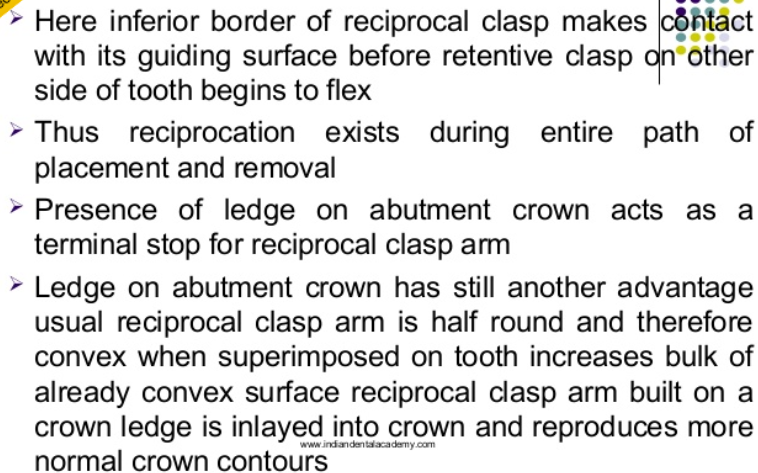 Here inferior border of reciprocal clasp makes contact
with its guiding surface before retentive clasp on other
side of tooth begins to flex
Thus reciprocation exists during entire path of
placement and removal
Presence of ledge on abutment crown acts as a
terminal stop for reciprocal clasp arm
Ledge on abutment crown has still another advantage
usual reciprocal clasp arm is half round and therefore
convex when superimposed on tooth increases bulk of
already convex surface reciprocal clasp arm built on a
crown ledge is inlayed into crown and reproduces more
www.indiandentalacademy.com
normal crown contours